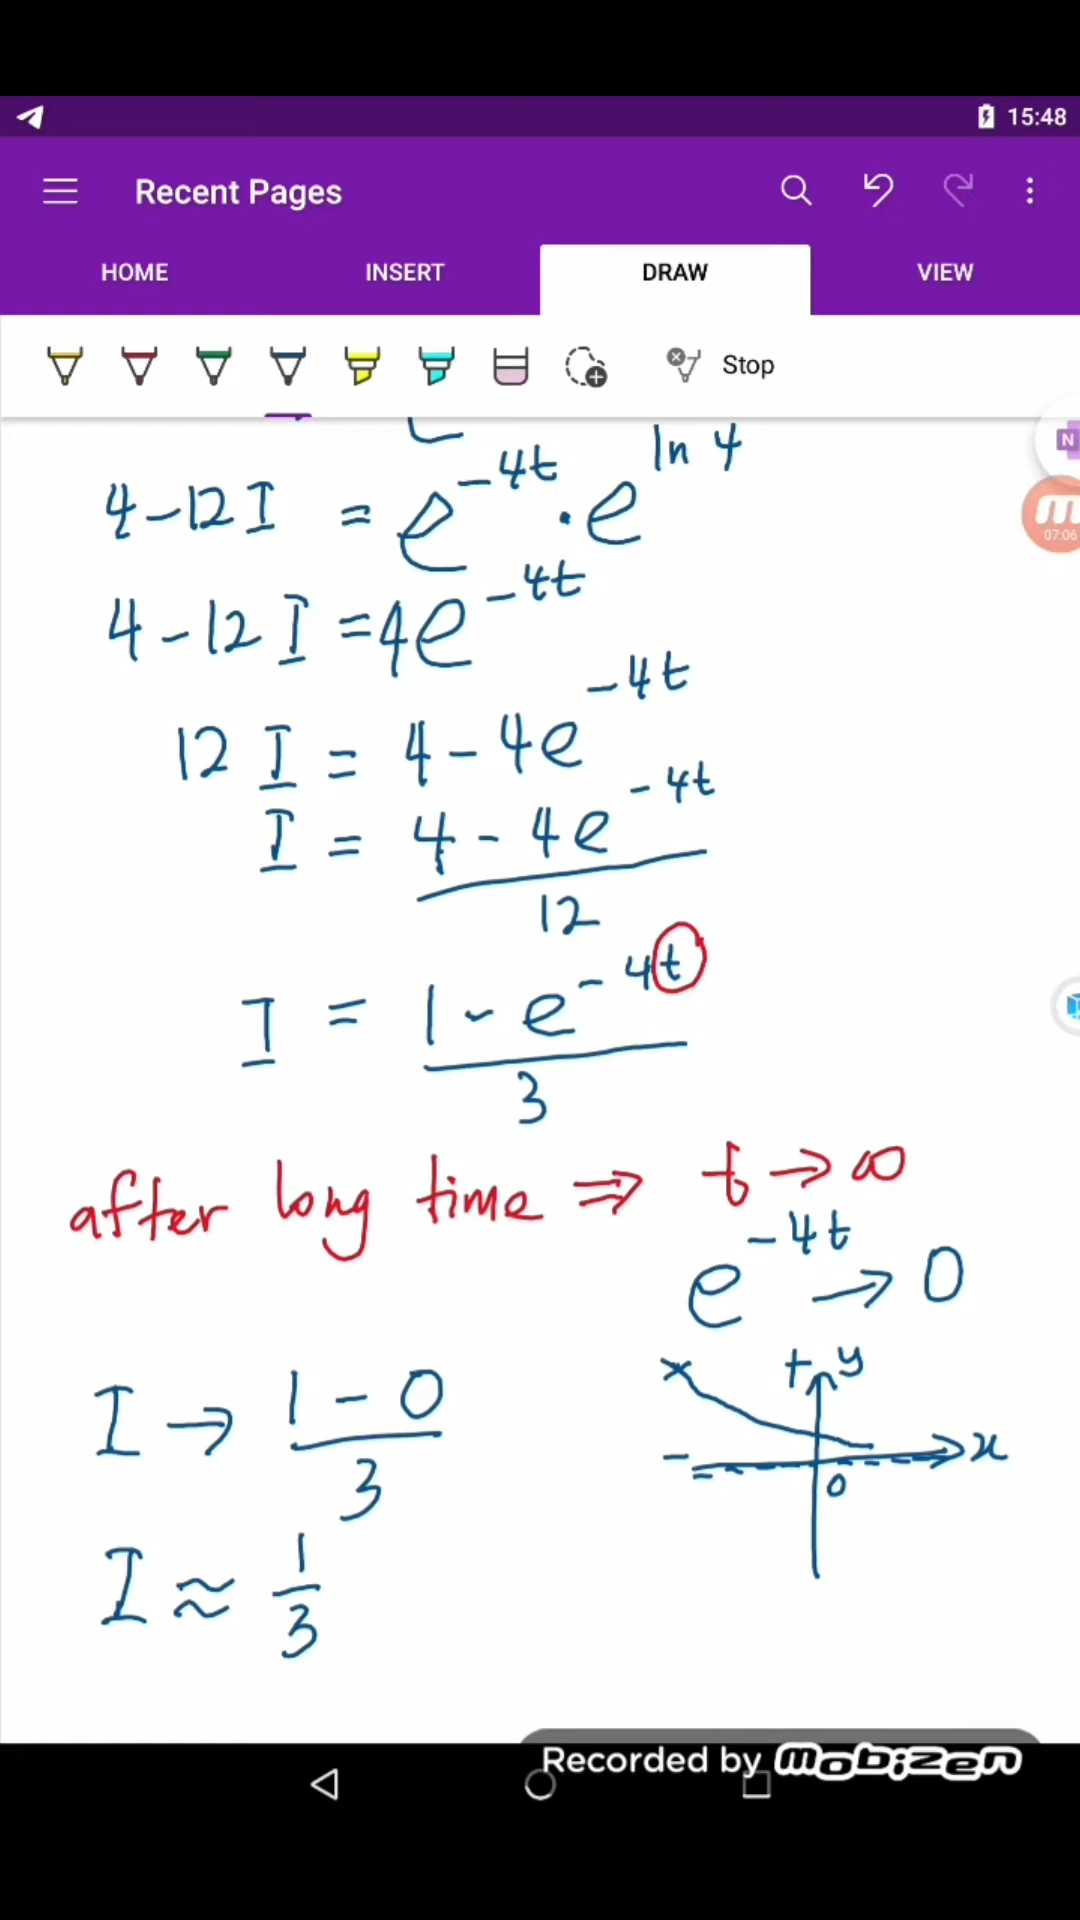 15:48
Recent Pages
HOME INSERT DRAW VIEW
Stop
N
07:06
4-12I = e^-4t · e^ln 4
4-12I = 4e^-4t
12I = 4-4e^-4t
I = 4-4e^-4t / 12
I = 1-e^-4t / 3
after long time ⇒ t → ∞
e^-4t → 0
I → 1-0 / 3
+ y
- x
0
I ≈ 1/3
Recorded by mobizen